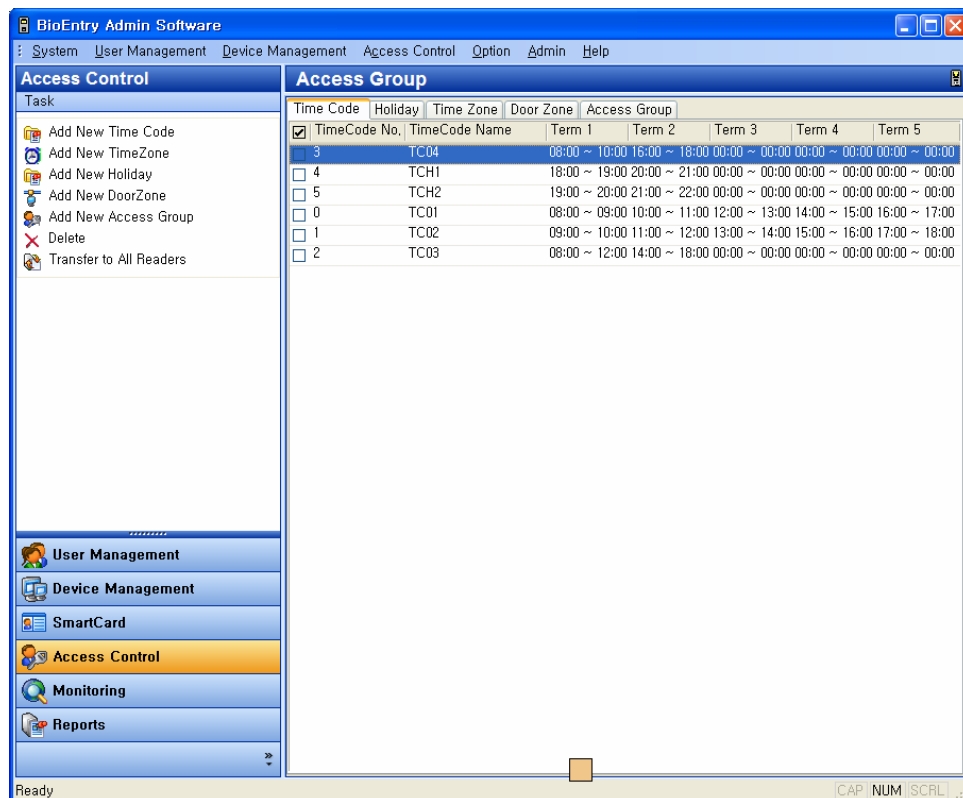 BioEntry Admin Software
System User Management Device Management Access Control Option Admin Help
Access Control
Task
Add New Time Code
Add New TimeZone
Add New Holiday
Add New DoorZone
Add New Access Group
Delete
Transfer to All Readers
User Management
Device Management
SmartCard
Access Control
Monitoring
Reports
Access Group
Time Code Holiday Time Zone Door Zone Access Group
TimeCode No, TimeCode Name Term 1 Term 2 Term 3 Term 4 Term 5
3 TC04 08:00 ~ 10:00 16:00 ~ 18:00 00:00 ~ 00:00 00:00 ~ 00:00 00:00 ~ 00:00
4 TCH1 18:00 ~ 19:00 20:00 ~ 21:00 00:00 ~ 00:00 00:00 ~ 00:00 00:00 ~ 00:00
5 TCH2 19:00 ~ 20:00 21:00 ~ 22:00 00:00 ~ 00:00 00:00 ~ 00:00 00:00 ~ 00:00
0 TC01 08:00 ~ 09:00 10:00 ~ 11:00 12:00 ~ 13:00 14:00 ~ 15:00 16:00 ~ 17:00
1 TC02 09:00 ~ 10:00 11:00 ~ 12:00 13:00 ~ 14:00 15:00 ~ 16:00 17:00 ~ 18:00
2 TC03 08:00 ~ 12:00 14:00 ~ 18:00 00:00 ~ 00:00 00:00 ~ 00:00 00:00 ~ 00:00
Ready CAP NUM SCRL